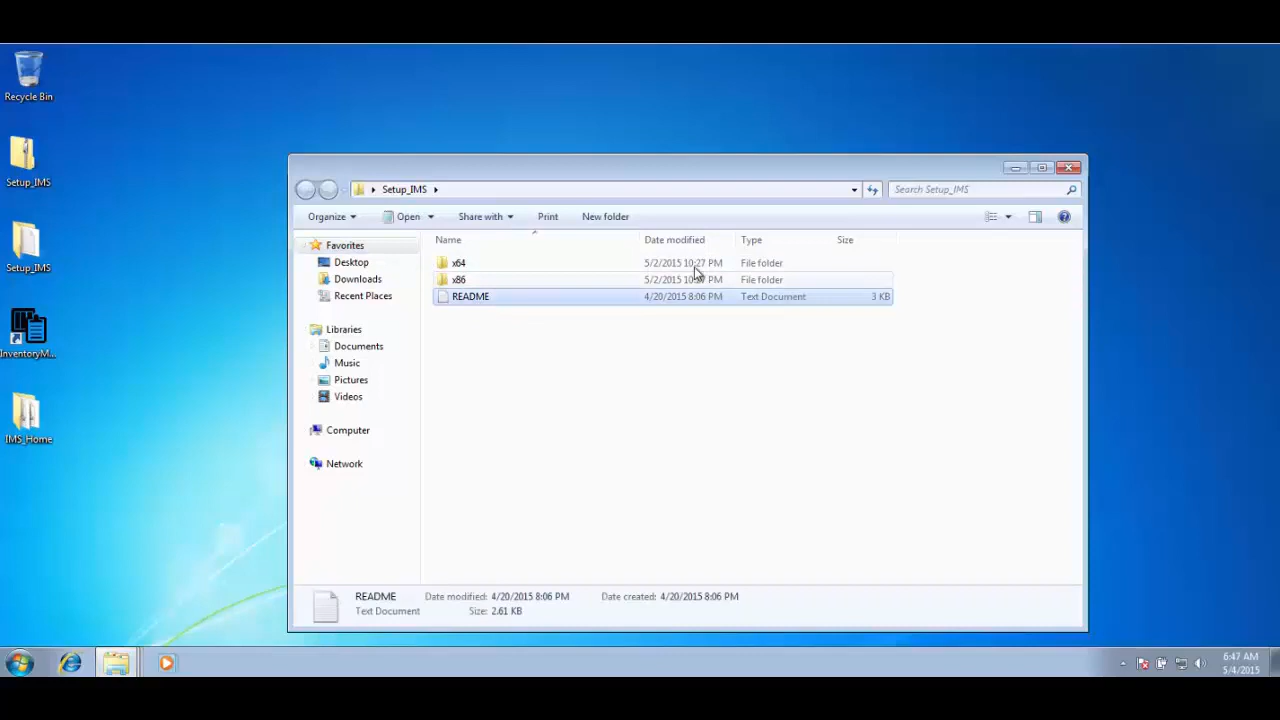 Recycle Bin
Setup_IMS
Setup_IMS
InventoryM...
IMS_Home
Setup_IMS
Search Setup_IMS
Organize Open Share with Print New folder
Name Date modified Type Size
Favorites
Desktop
Downloads
Recent Places
Libraries
Documents
Music
Pictures
Videos
Computer
Network
x64 5/2/2015 10:27 PM File folder
x86 5/2/2015 10:27 PM File folder
README 4/20/2015 8:06 PM Text Document 3 KB
README Date modified: 4/20/2015 8:06 PM Date created: 4/20/2015 8:06 PM
Text Document Size: 2.61 KB
6:47 AM
5/4/2015